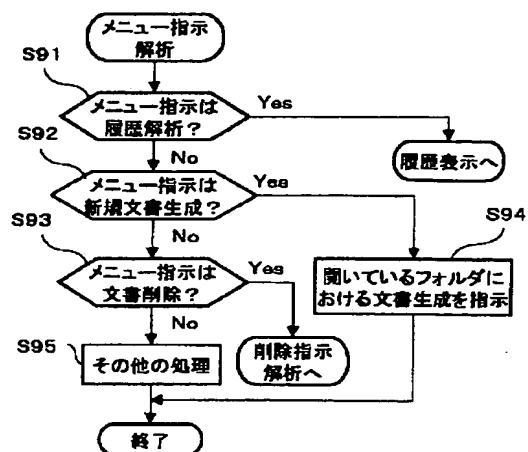 メニュー指示
解析
S91
メニュー指示は
履歴解析？
Yes
履歴表示へ
No
S92
メニュー指示は
新規文書生成？
Yes
S94
開いているフォルダに
おける文書生成を指示
No
S93
メニュー指示は
文書削除？
Yes
削除指示
解析へ
No
S95
その他の処理
終了